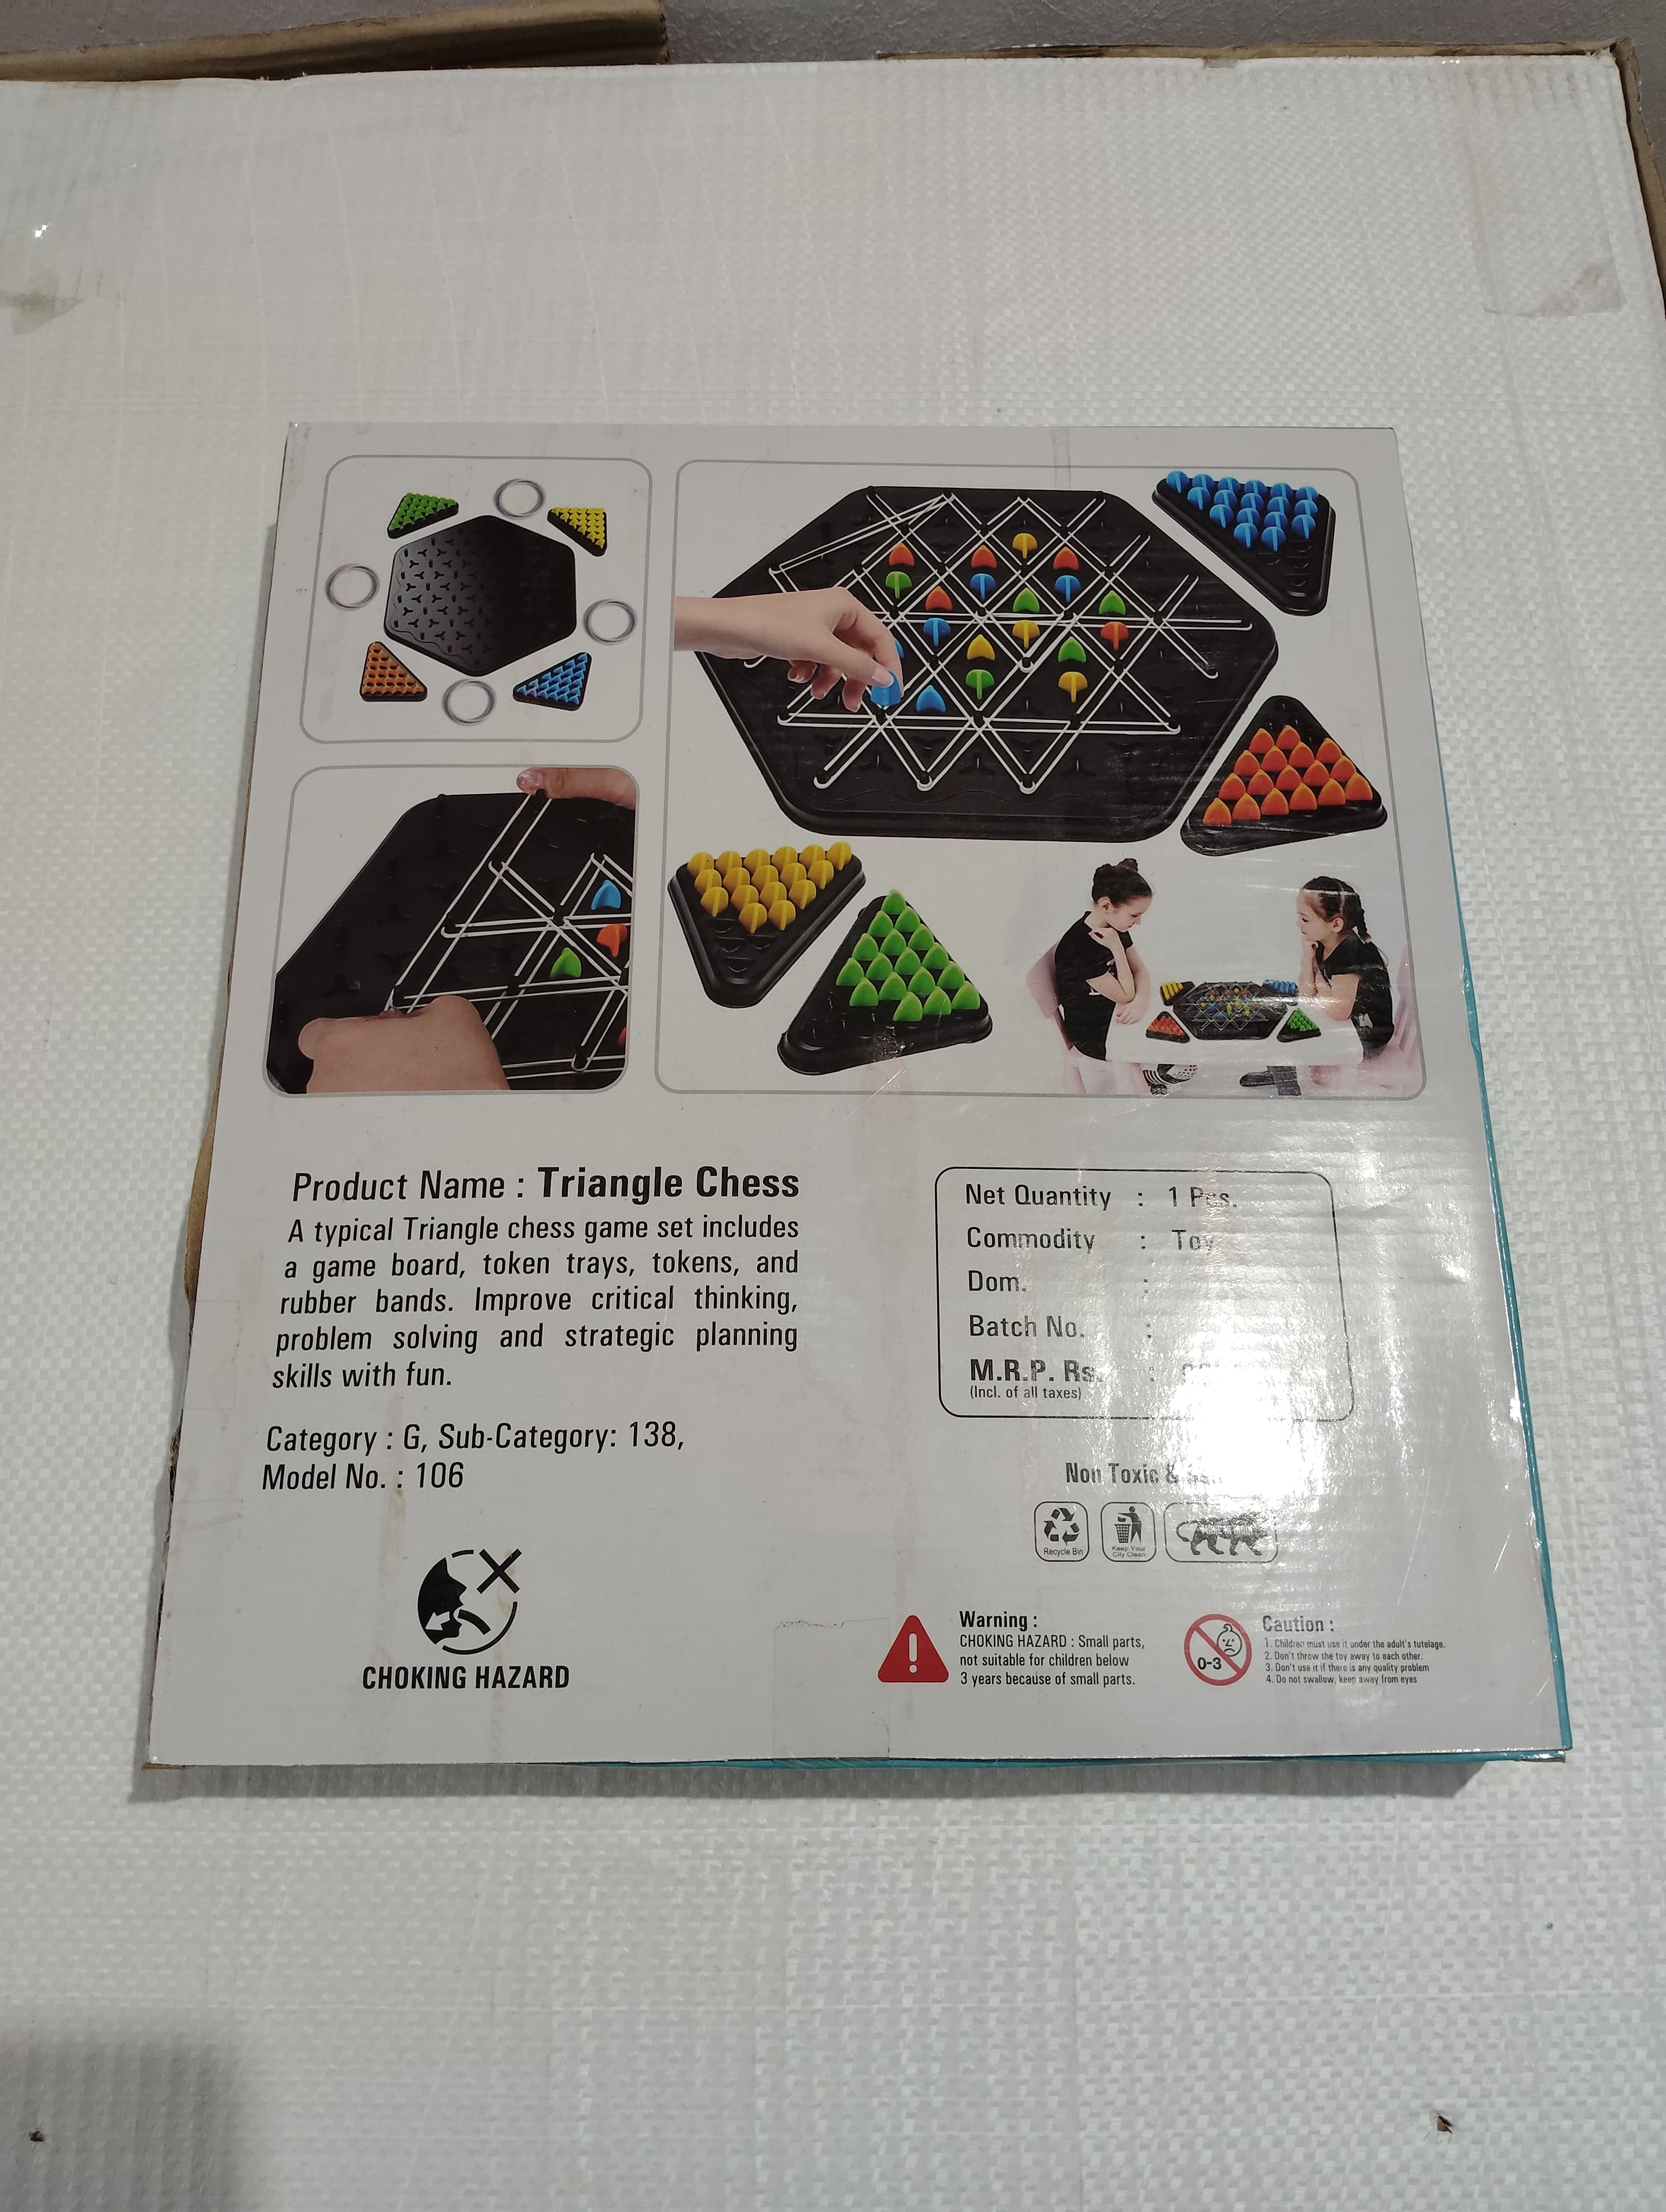 Product Name : Triangle Chess
A typical Triangle chess game set includes
a game board, token trays, tokens, and
rubber bands. Improve critical thinking,
problem solving and strategic planning
skills with fun.
Category : G, Sub-Category: 138,
Model No. : 106
CHOKING HAZARD
Net Quantity : 1 Pcs.
Commodity : Toy
Dom. :
Batch No. :
M.R.P. Rs. :
(Incl. of all taxes)
Non Toxic &
Recycle Bin
Keep Your
City Clean
Warning :
CHOKING HAZARD : Small parts,
not suitable for children below
3 years because of small parts.
0-3
Caution :
1. Children must use it under the adult's tutelage.
2. Don't throw the toy away to each other.
3. Don't use it if there is any quality problem
4. Do not swallow, keep away from eyes